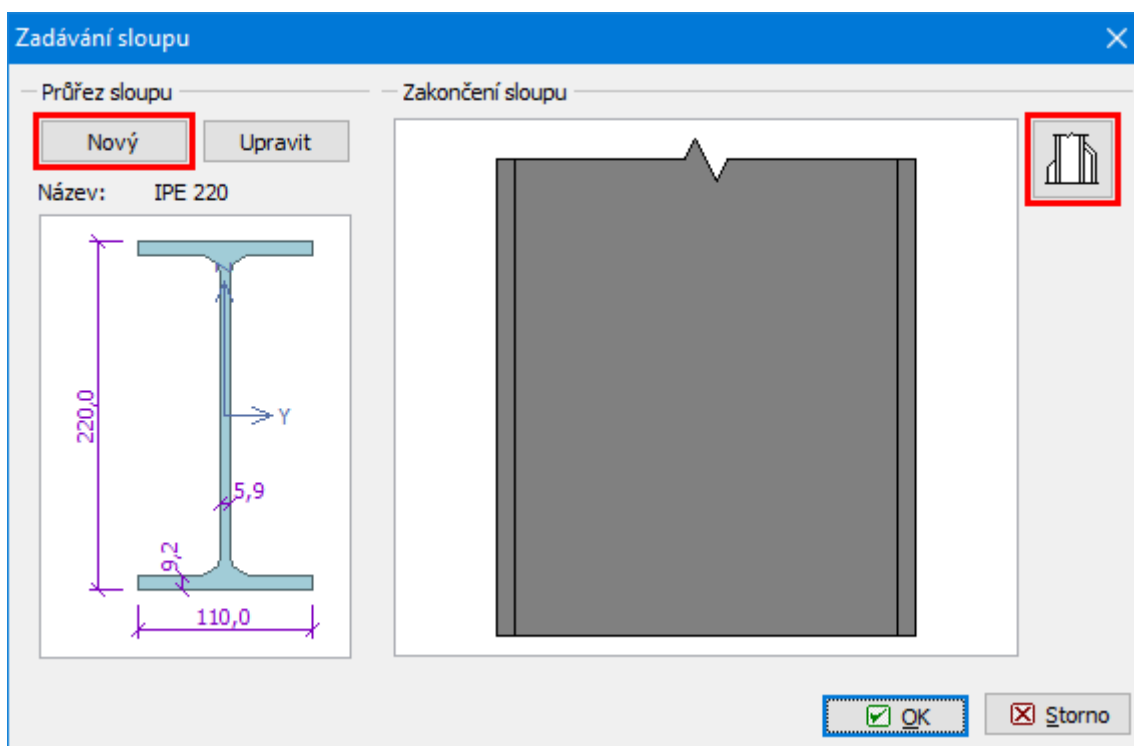 Zadávání sloupu
Průřez sloupu
Zakončení sloupu
Nový
Upravit
Název: IPE 220
220,0
Y
5,9
9,2
110,0
OK
Storno